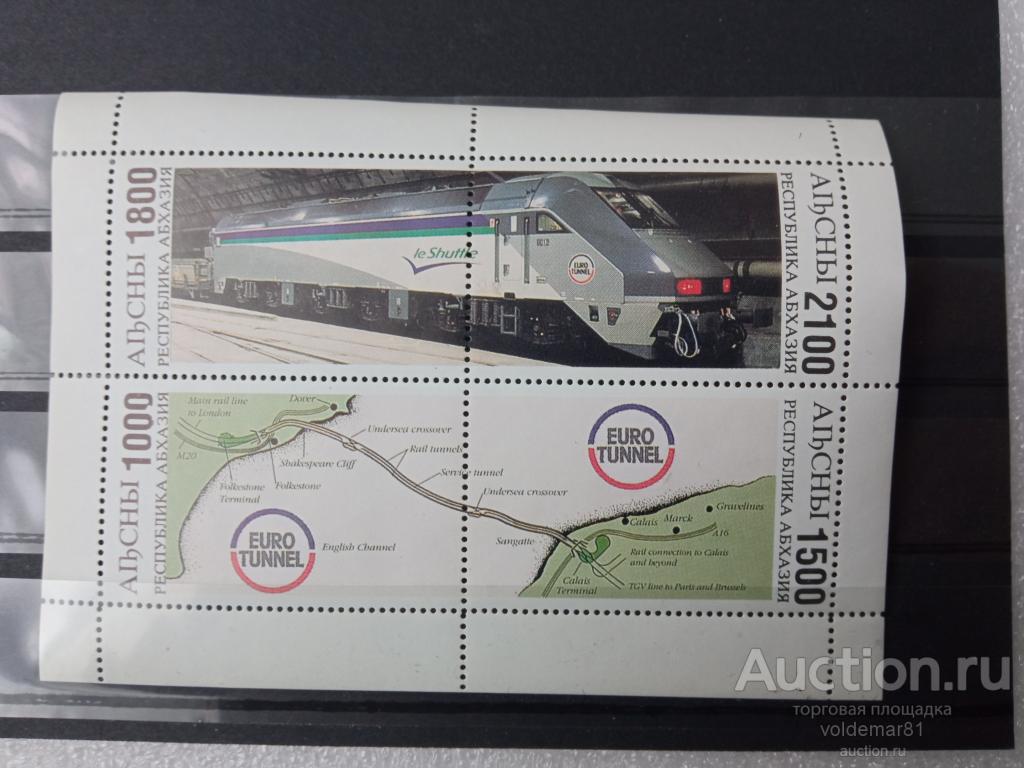 АҦСНЫ 1800
РЕСПУБЛИКА АБХАЗИЯ
le Shuttle
EURO
TUNNEL
АҦСНЫ 2100
РЕСПУБЛИКА АБХАЗИЯ
АҦСНЫ 1000
РЕСПУБЛИКА АБХАЗИЯ
Main rail line
to London
Dover
M20
Undersea crossover
Rail tunnels
Shakespeare Cliff
Service tunnel
Folkestone
Terminal
Folkestone
Undersea crossover
EURO
TUNNEL
English Channel
Sangatte
EURO
TUNNEL
Calais
Marck
Gravelines
A16
Rail connection to Calais
and beyond
Calais
Terminal
TGV line to Paris and Brussels
АҦСНЫ 1500
РЕСПУБЛИКА АБХАЗИЯ
Auction.ru
торговая площадка
voldemar81
auction.ru